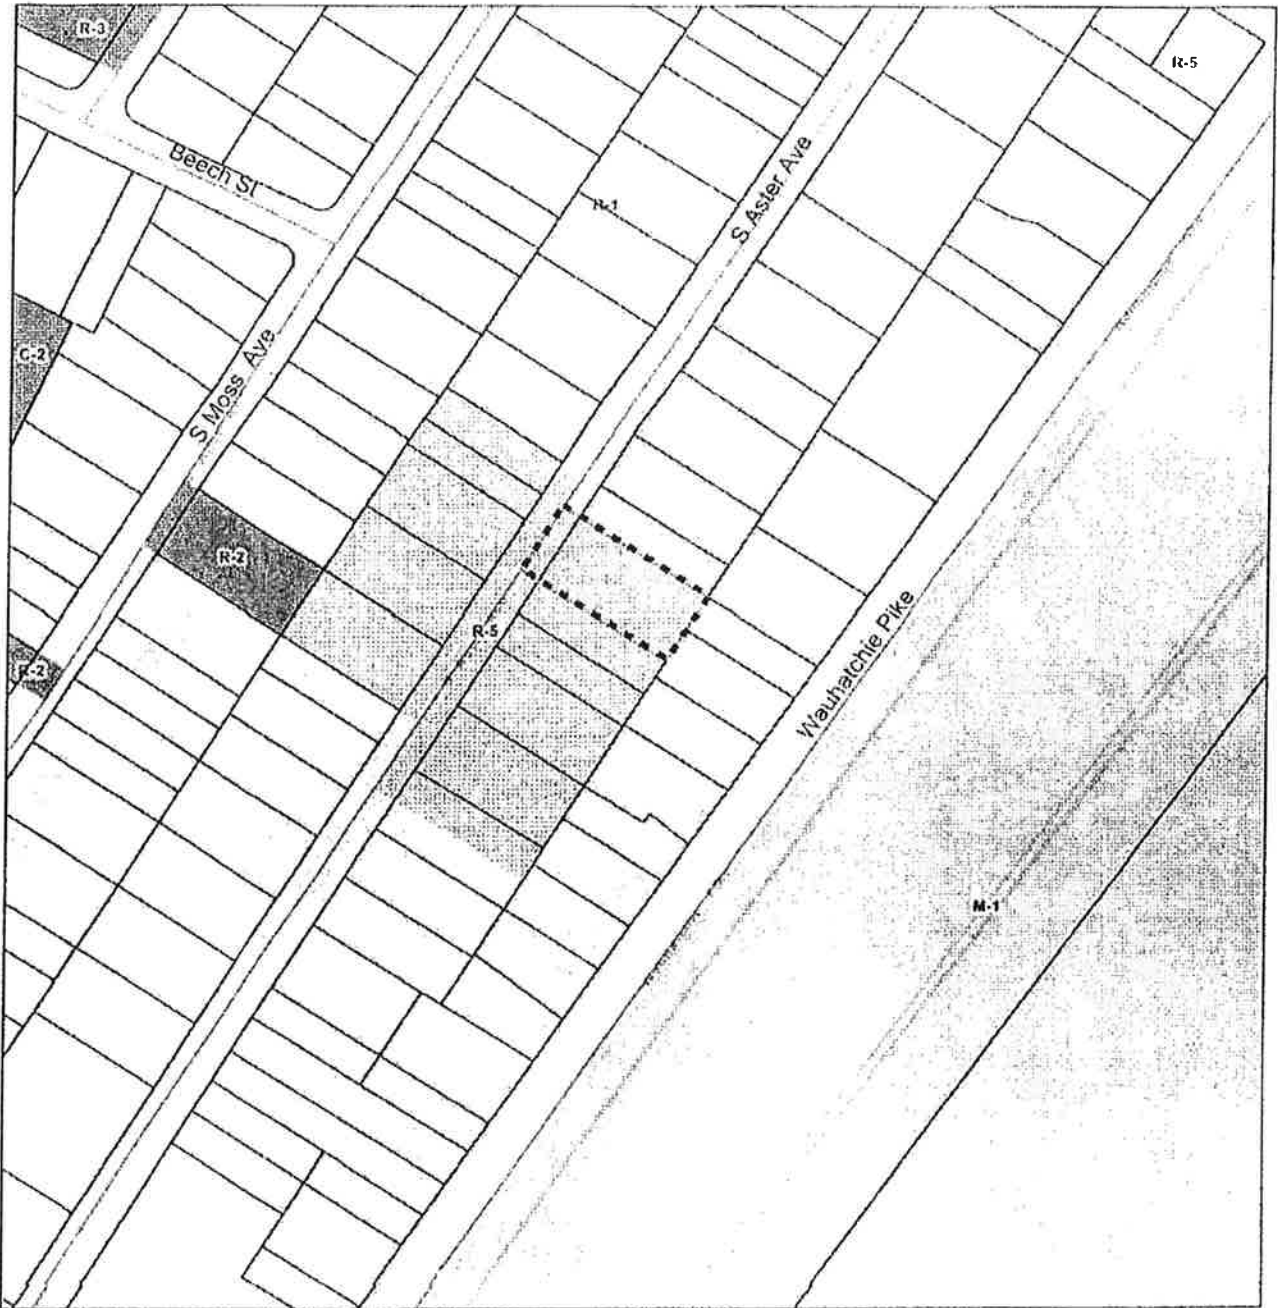 R-3
R-5
Beech St
S Aster Ave
R-1
C-2
S Moss Ave
R-2
R-5
R-2
Wauhatchie Pike
M-1